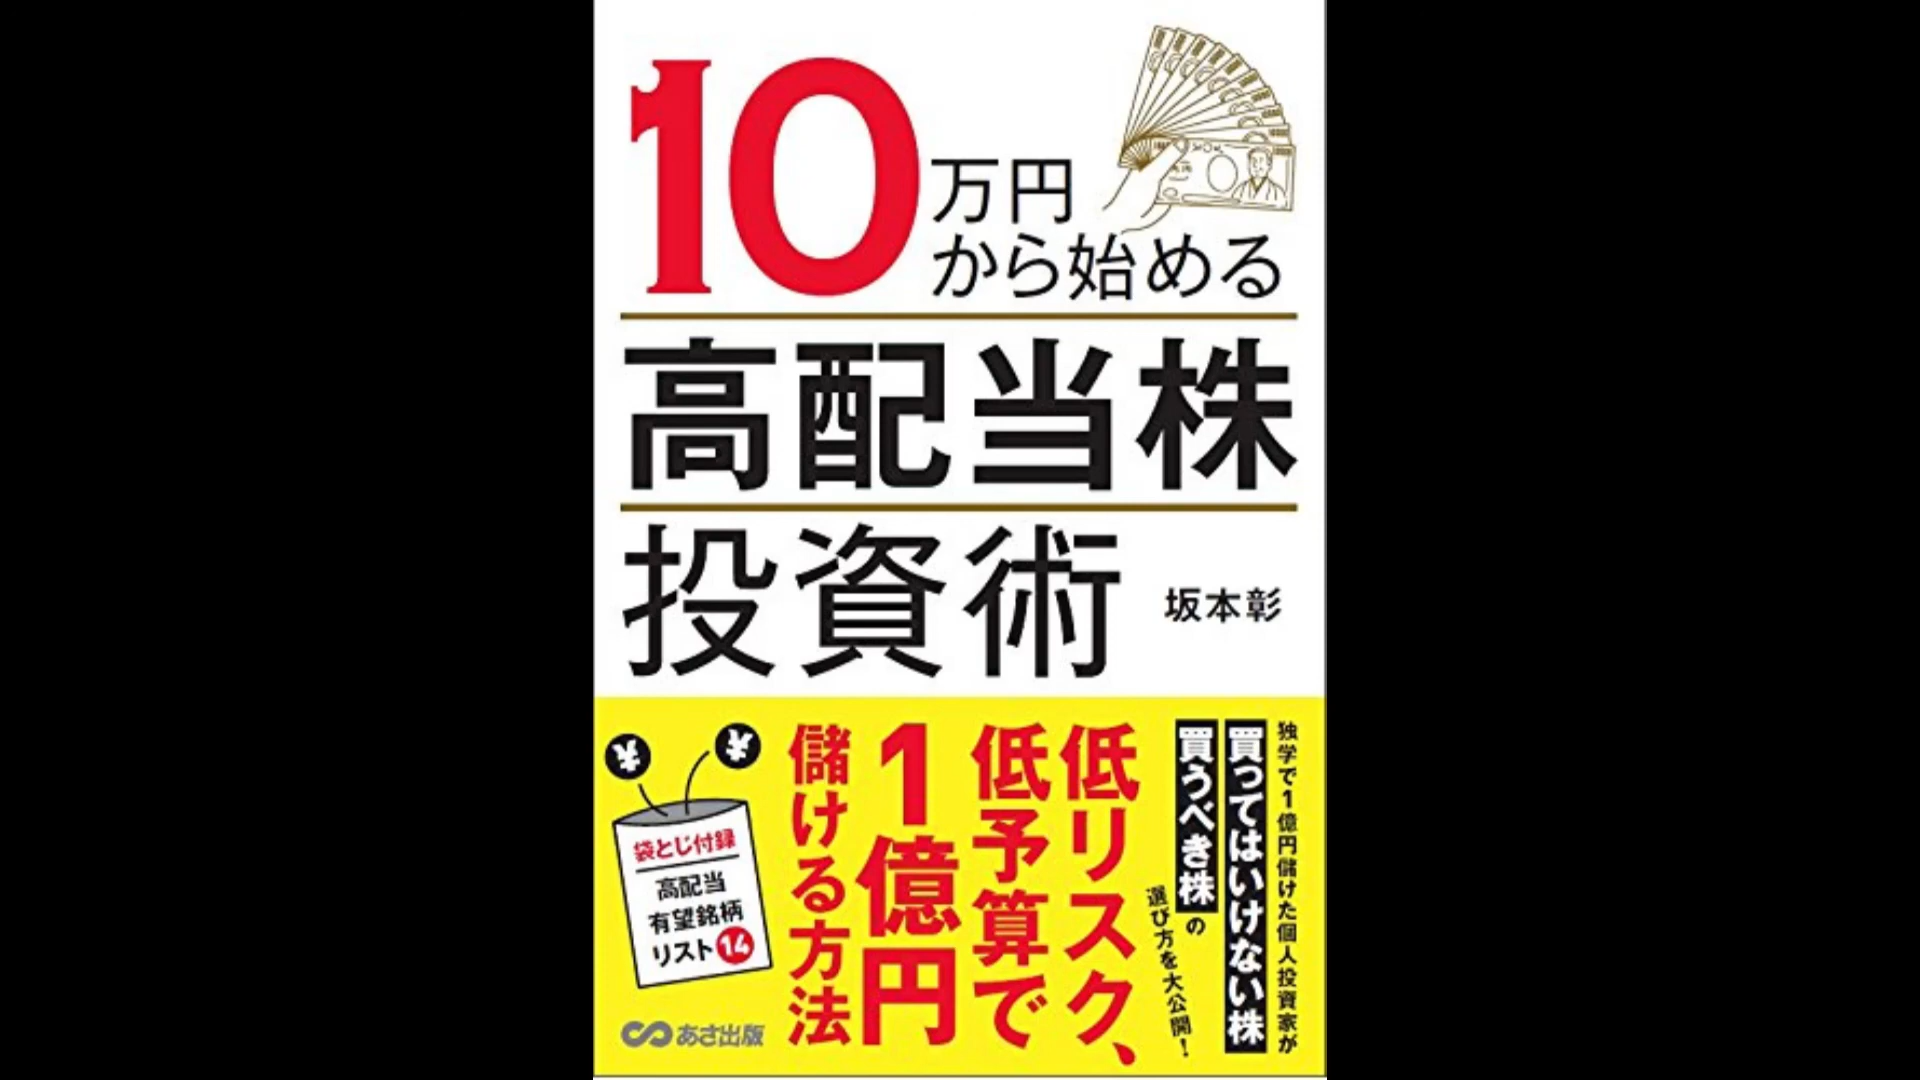 10万円
から始める
高配当株
投資術
坂本彰
独学で1億円儲けた個人投資家が
買ってはいけない株
買うべき株の
選び方を大公開!
低リスク、
低予算で
1億円
儲ける方法
袋とじ付録
高配当
有望銘柄
リスト14
あさ出版